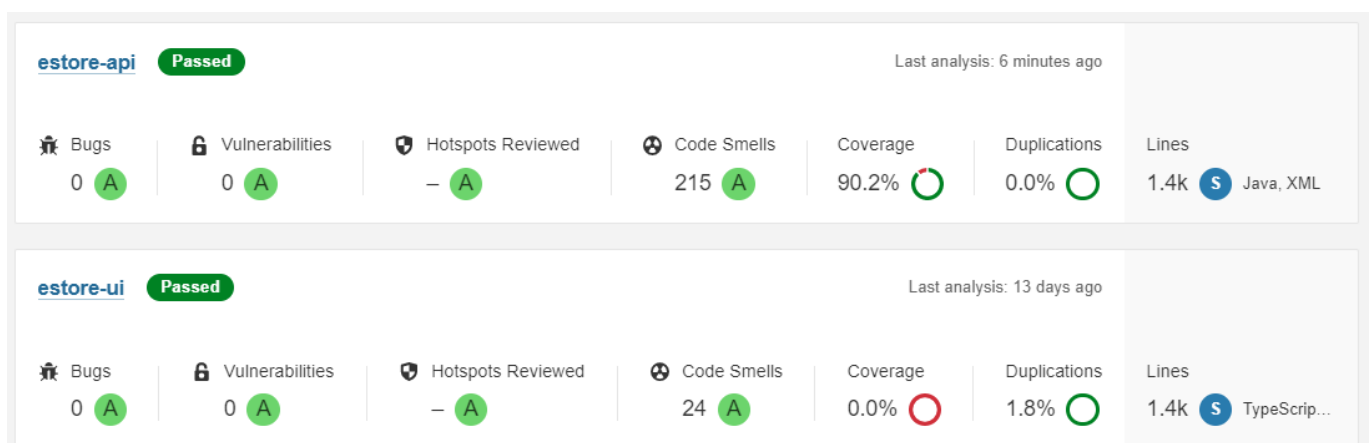 estore-api Passed Last analysis: 6 minutes ago
Bugs Vulnerabilities Hotspots Reviewed Code Smells Coverage Duplications Lines
0 A 0 A – A 215 A 90.2% 0.0% 1.4k S Java, XML
estore-ui Passed Last analysis: 13 days ago
Bugs Vulnerabilities Hotspots Reviewed Code Smells Coverage Duplications Lines
0 A 0 A – A 24 A 0.0% 1.8% 1.4k S TypeScrip...